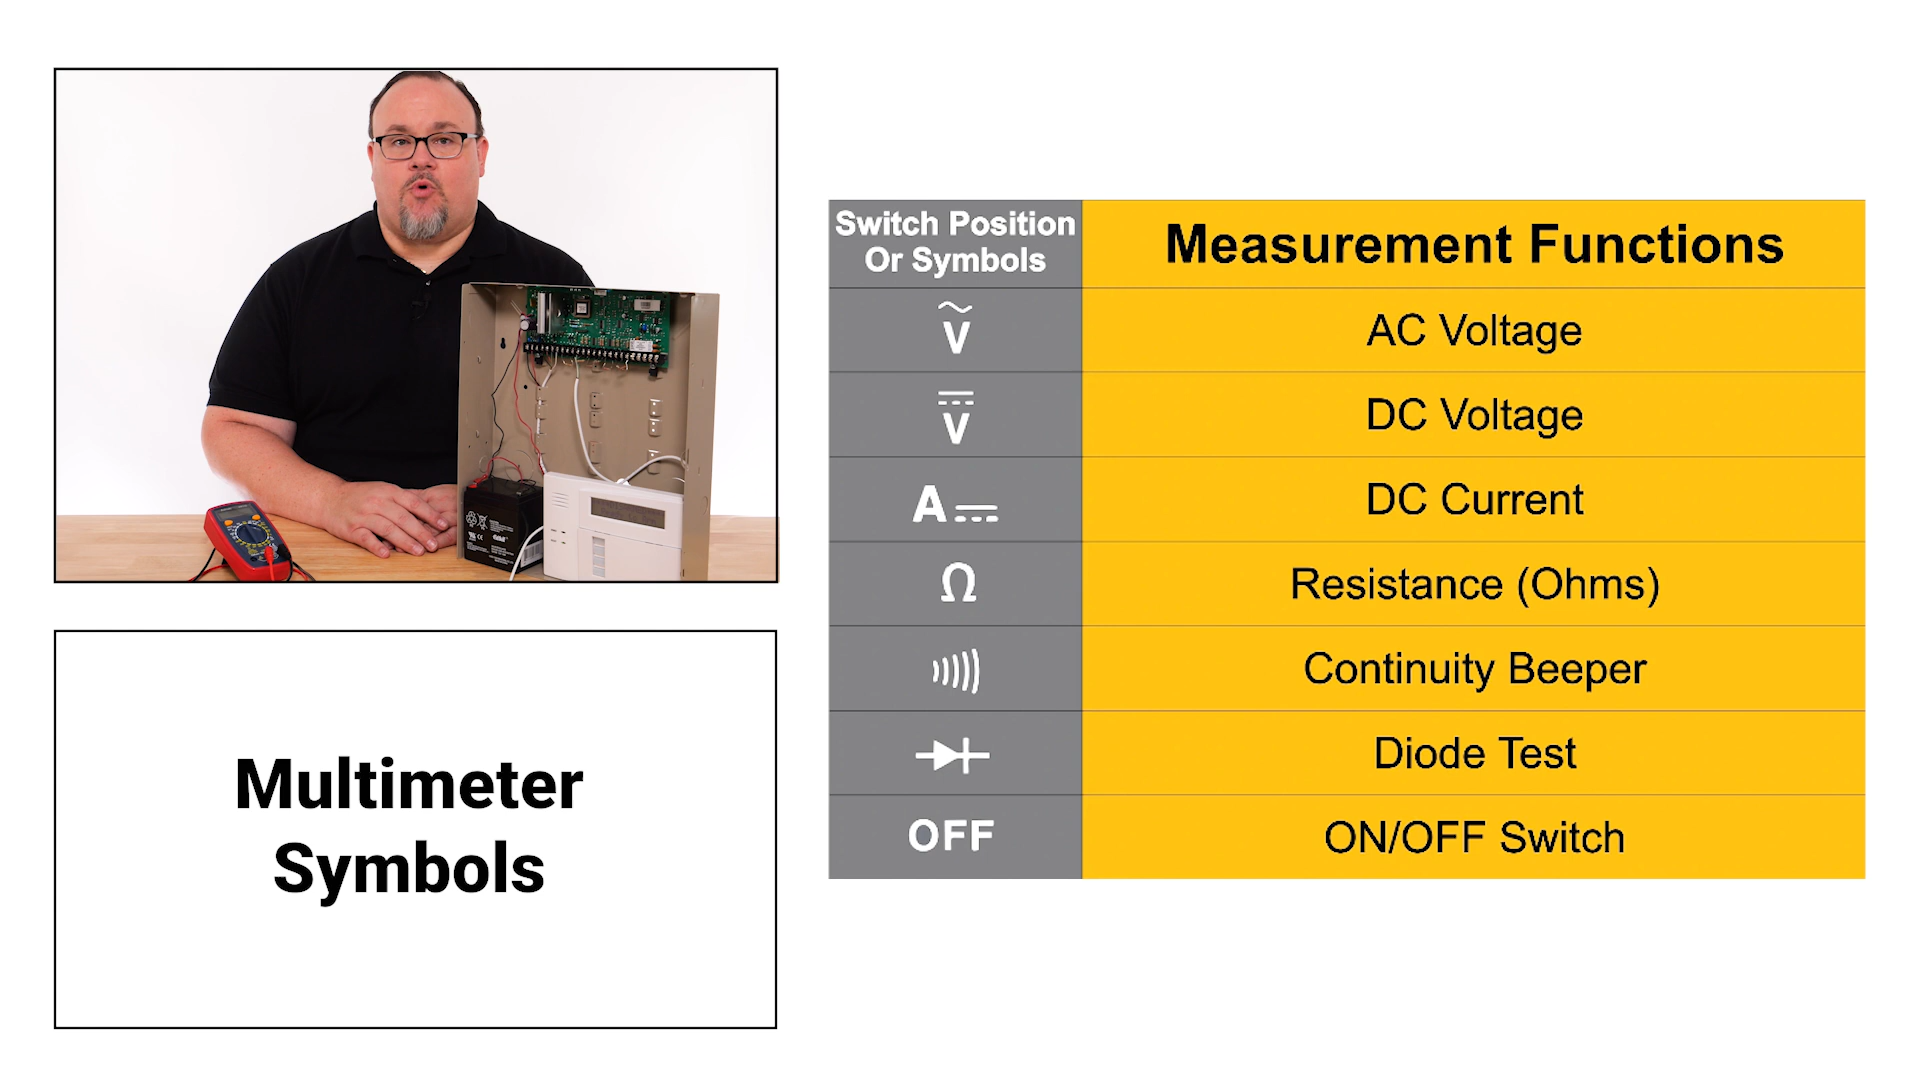 Multimeter
Symbols
Switch Position
Or Symbols
Measurement Functions
V
AC Voltage
V
DC Voltage
A
DC Current
Ω
Resistance (Ohms)
Continuity Beeper
Diode Test
OFF
ON/OFF Switch